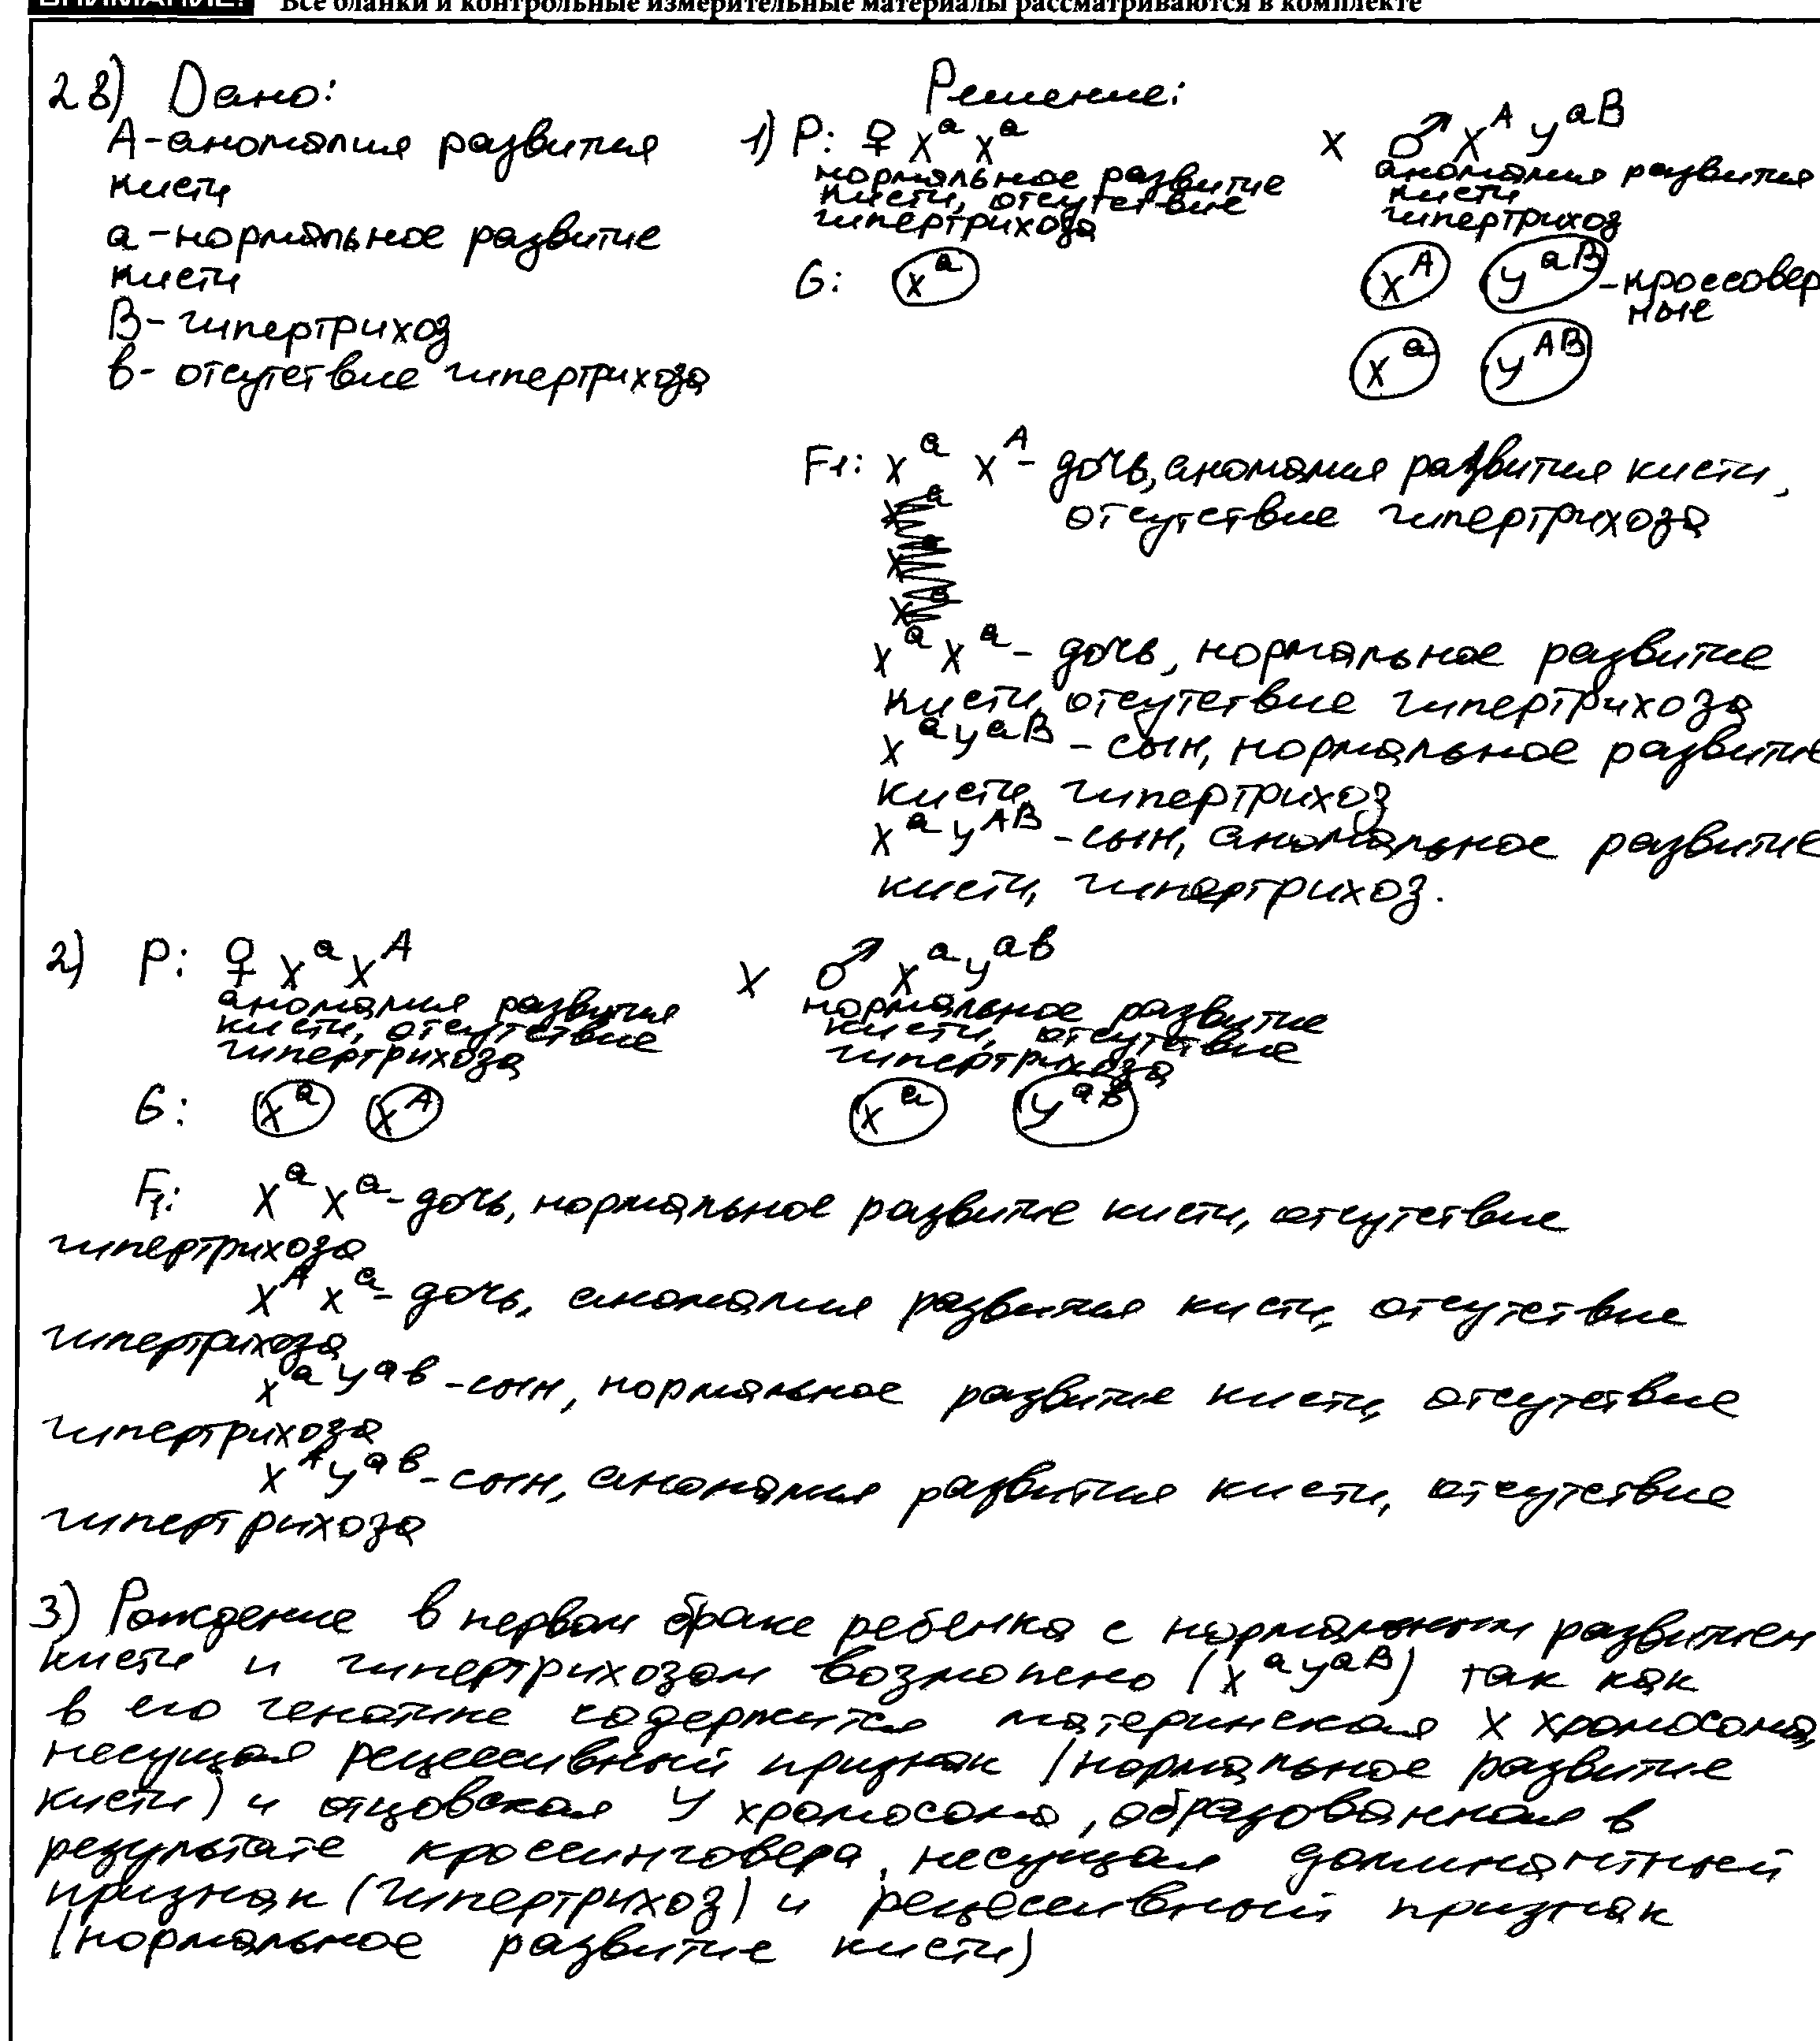 ВНИМАНИЕ! Все бланки и контрольные измерительные материалы рассматриваются в комплекте
28) Дано:
A-аномалия развития
кисти
a-нормальное развитие
кисти
B-гипертрихоз
b- отсутствие гипертрихоза
Решение:
1) P: ♀ X^a X^a x ♂ X^A Y^aB
нормальное развитие
кисти, отсутствие
гипертрихоза
аномалия развития
кисти
гипертрихоз
G: X^a X^A Y^aB -кроссовер
ные
X^a Y^AB
F1: X^a X^A - дочь, аномалия развития кисти,
отсутствие гипертрихоза
X^a X^a - дочь, нормальное развитие
кисти, отсутствие гипертрихоза
X^a Y^aB - сын, нормальное развитие
кисти, гипертрихоз
X^a Y^AB - сын, аномальное развитие
кисти, гипертрихоз.
2) P: ♀ X^a X^A x ♂ X^a Y^ab
аномалия развития
кисти, отсутствие
гипертрихоза
нормальное развитие
кисти, отсутствие
гипертрихоза
G: X^a X^A X^a Y^ab
F1: X^a X^a - дочь, нормальное развитие кисти, отсутствие
гипертрихоза
X^A X^a - дочь, аномалия развития кисти, отсутствие
гипертрихоза
X^a Y^ab - сын, нормальное развитие кисти, отсутствие
гипертрихоза
X^A Y^ab - сын, аномалия развития кисти, отсутствие
гипертрихоза
3) Рождение в первом браке ребёнка с нормальным развитием
кисти и гипертрихозом возможно (X^a Y^aB) так как
в его генотипе содержится материнская X хромосома,
несущая рецессивный признак (нормальное развитие
кисти) и отцовская Y хромосома, образованная в
результате кроссинговера, несущая доминантный
признак (гипертрихоз) и рецессивный признак
(нормальное развитие кисти)